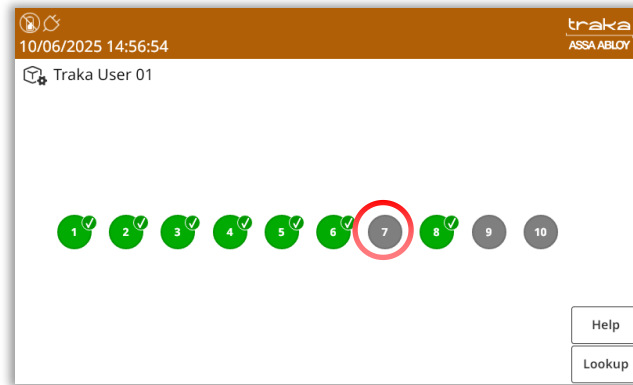 traka
10/06/2025 14:56:54
ASSA ABLOY
Traka User 01
1 2 3 4 5 6 7 8 9 10
Help
Lookup